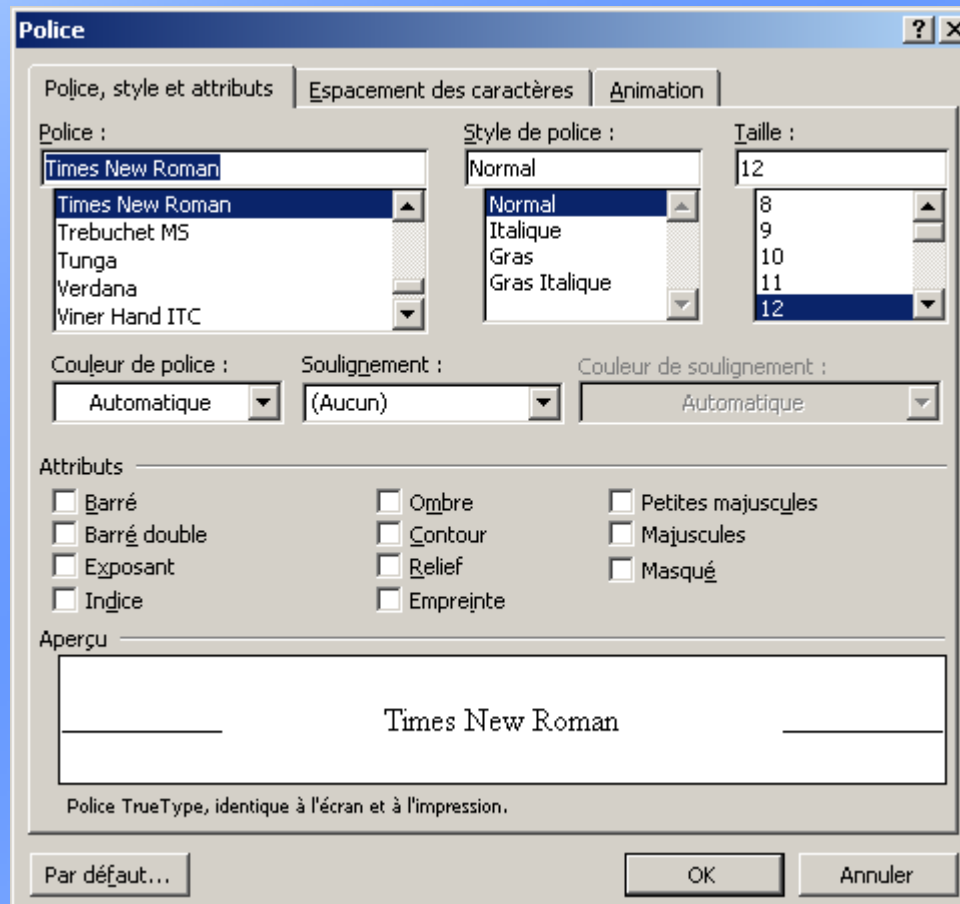 Police
Police, style et attributs Espacement des caractères Animation
Police : Style de police : Taille :
Times New Roman Normal 12
Times New Roman Normal 8
Trebuchet MS Italique 9
Tunga Gras 10
Verdana Gras Italique 11
Viner Hand ITC 12
Couleur de police : Soulignement : Couleur de soulignement :
Automatique (Aucun) Automatique
Attributs
Barré Ombre Petites majuscules
Barré double Contour Majuscules
Exposant Relief Masqué
Indice Empreinte
Aperçu
Times New Roman
Police TrueType, identique à l'écran et à l'impression.
Par défaut... OK Annuler